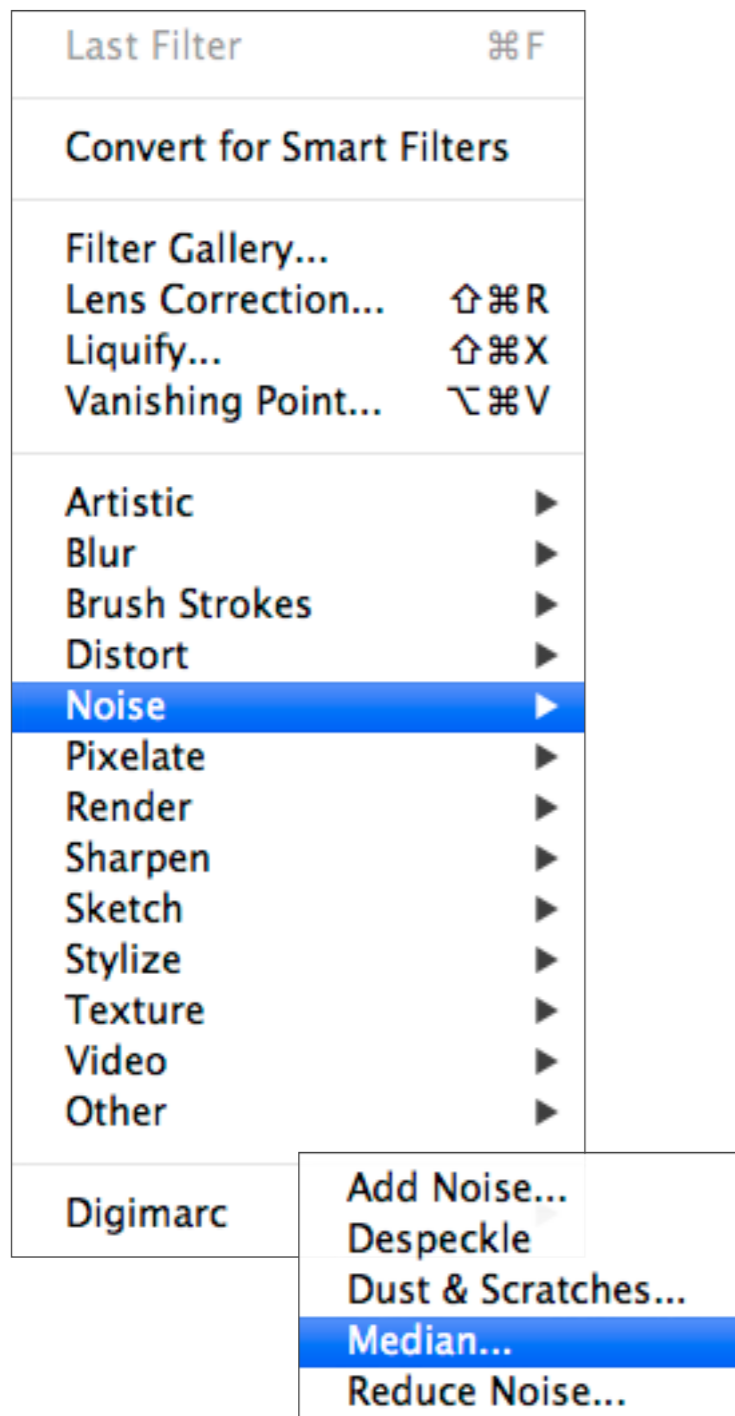 Last Filter ⌘F
Convert for Smart Filters
Filter Gallery...
Lens Correction... ⇧⌘R
Liquify... ⇧⌘X
Vanishing Point... ⌥⌘V
Artistic
Blur
Brush Strokes
Distort
Noise
Pixelate
Render
Sharpen
Sketch
Stylize
Texture
Video
Other
Digimarc
Add Noise...
Despeckle
Dust & Scratches...
Median...
Reduce Noise...